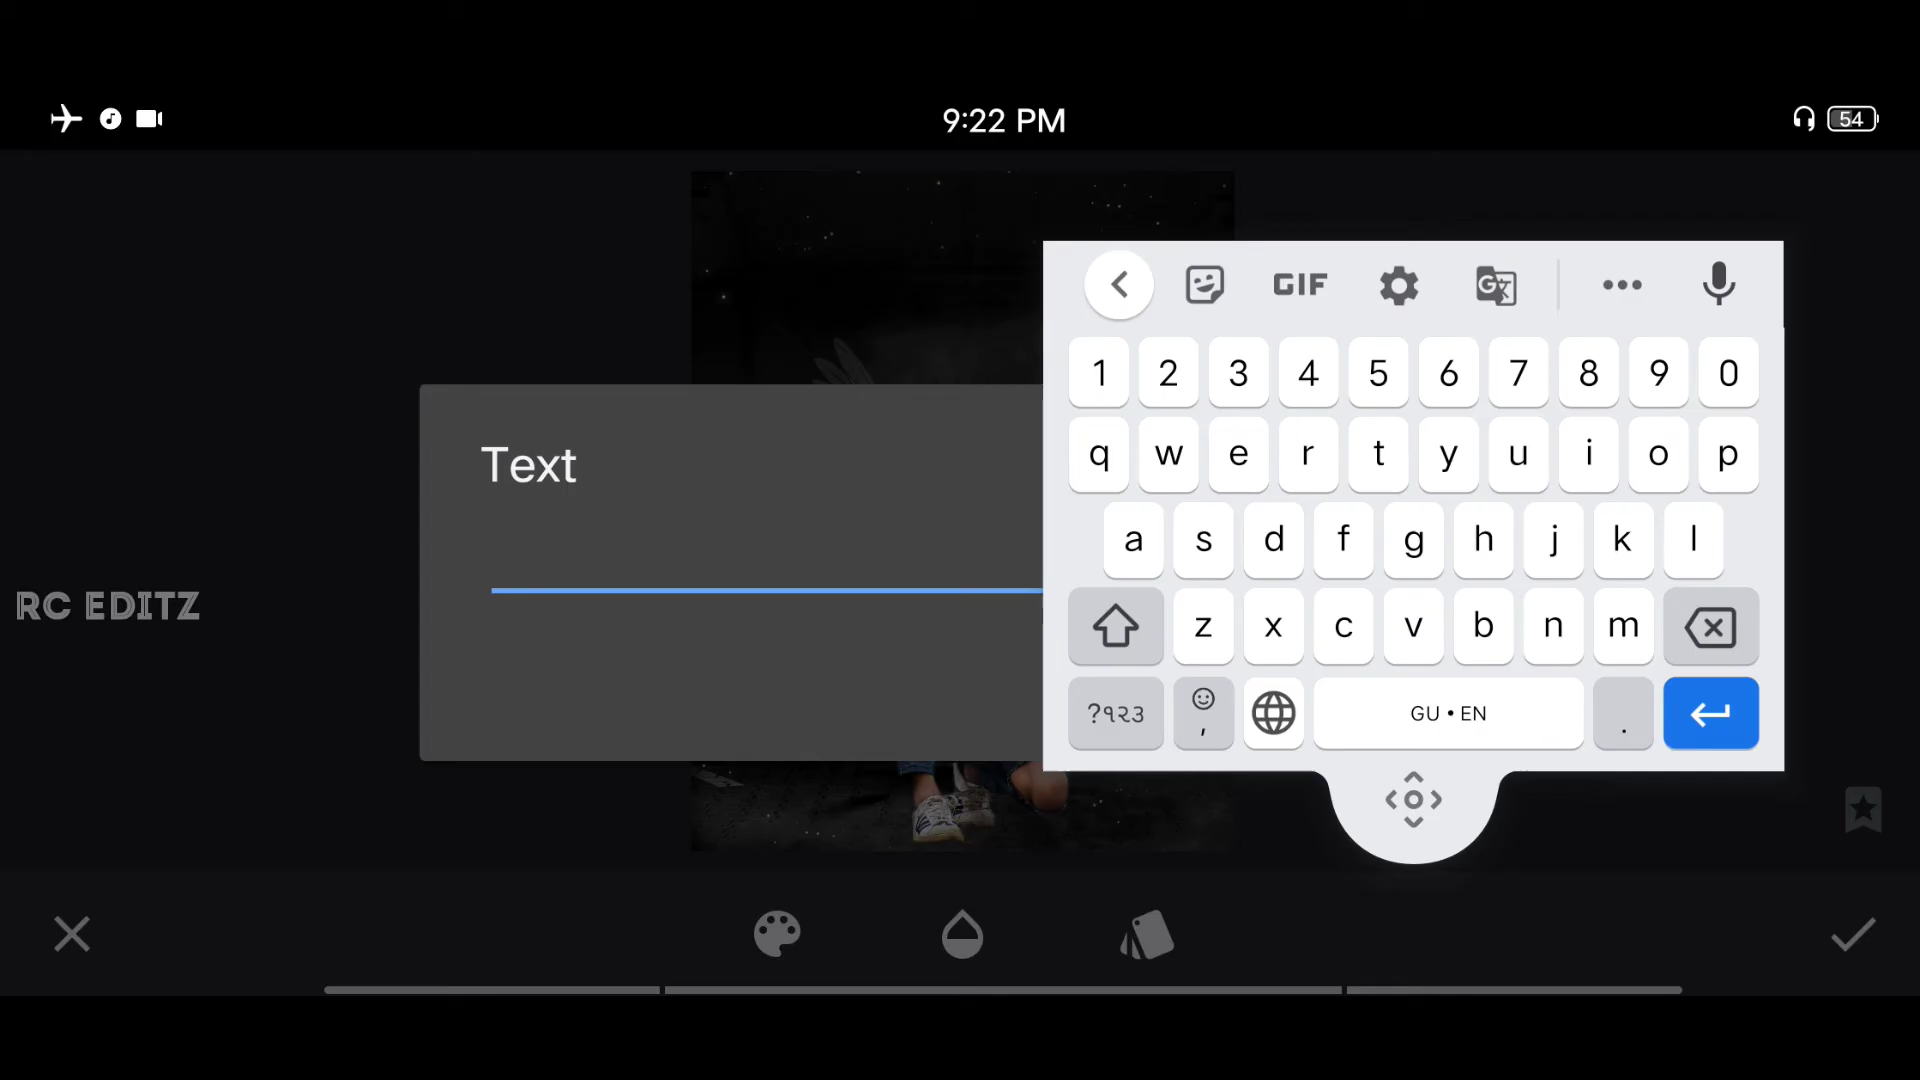 9:22 PM
54
GIF
G
1 2 3 4 5 6 7 8 9 0
Text
q w e r t y u i o p
a s d f g h j k l
RC EDITZ
z x c v b n m
?૧૨૩ , GU • EN .